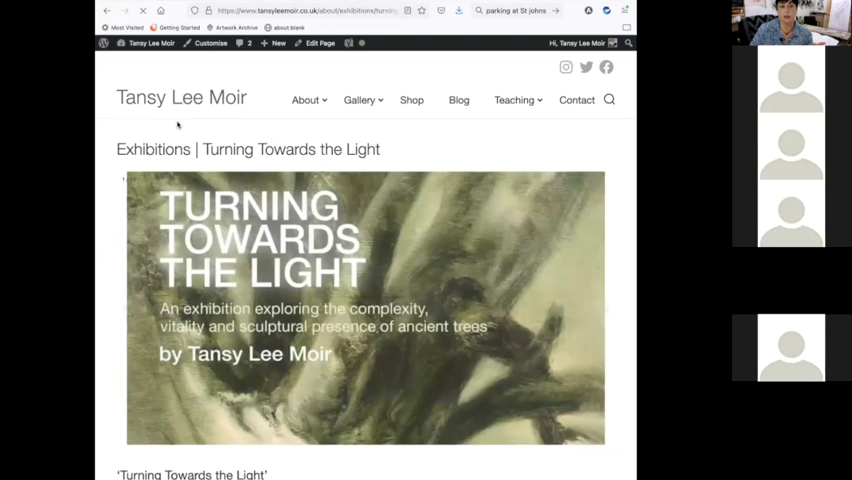 https://www.tansyleemoir.co.uk/about/exhibitions/turning
parking at St johns
Most Visited
Getting Started
Artwork Archive
about:blank
Tansy Lee Moir
Customise
2
New
Edit Page
Hi, Tansy Lee Moir
Tansy Lee Moir
About
Gallery
Shop
Blog
Teaching
Contact
Exhibitions | Turning Towards the Light
TURNING
TOWARDS
THE LIGHT
An exhibition exploring the complexity,
vitality and sculptural presence of ancient trees
by Tansy Lee Moir
'Turning Towards the Light'